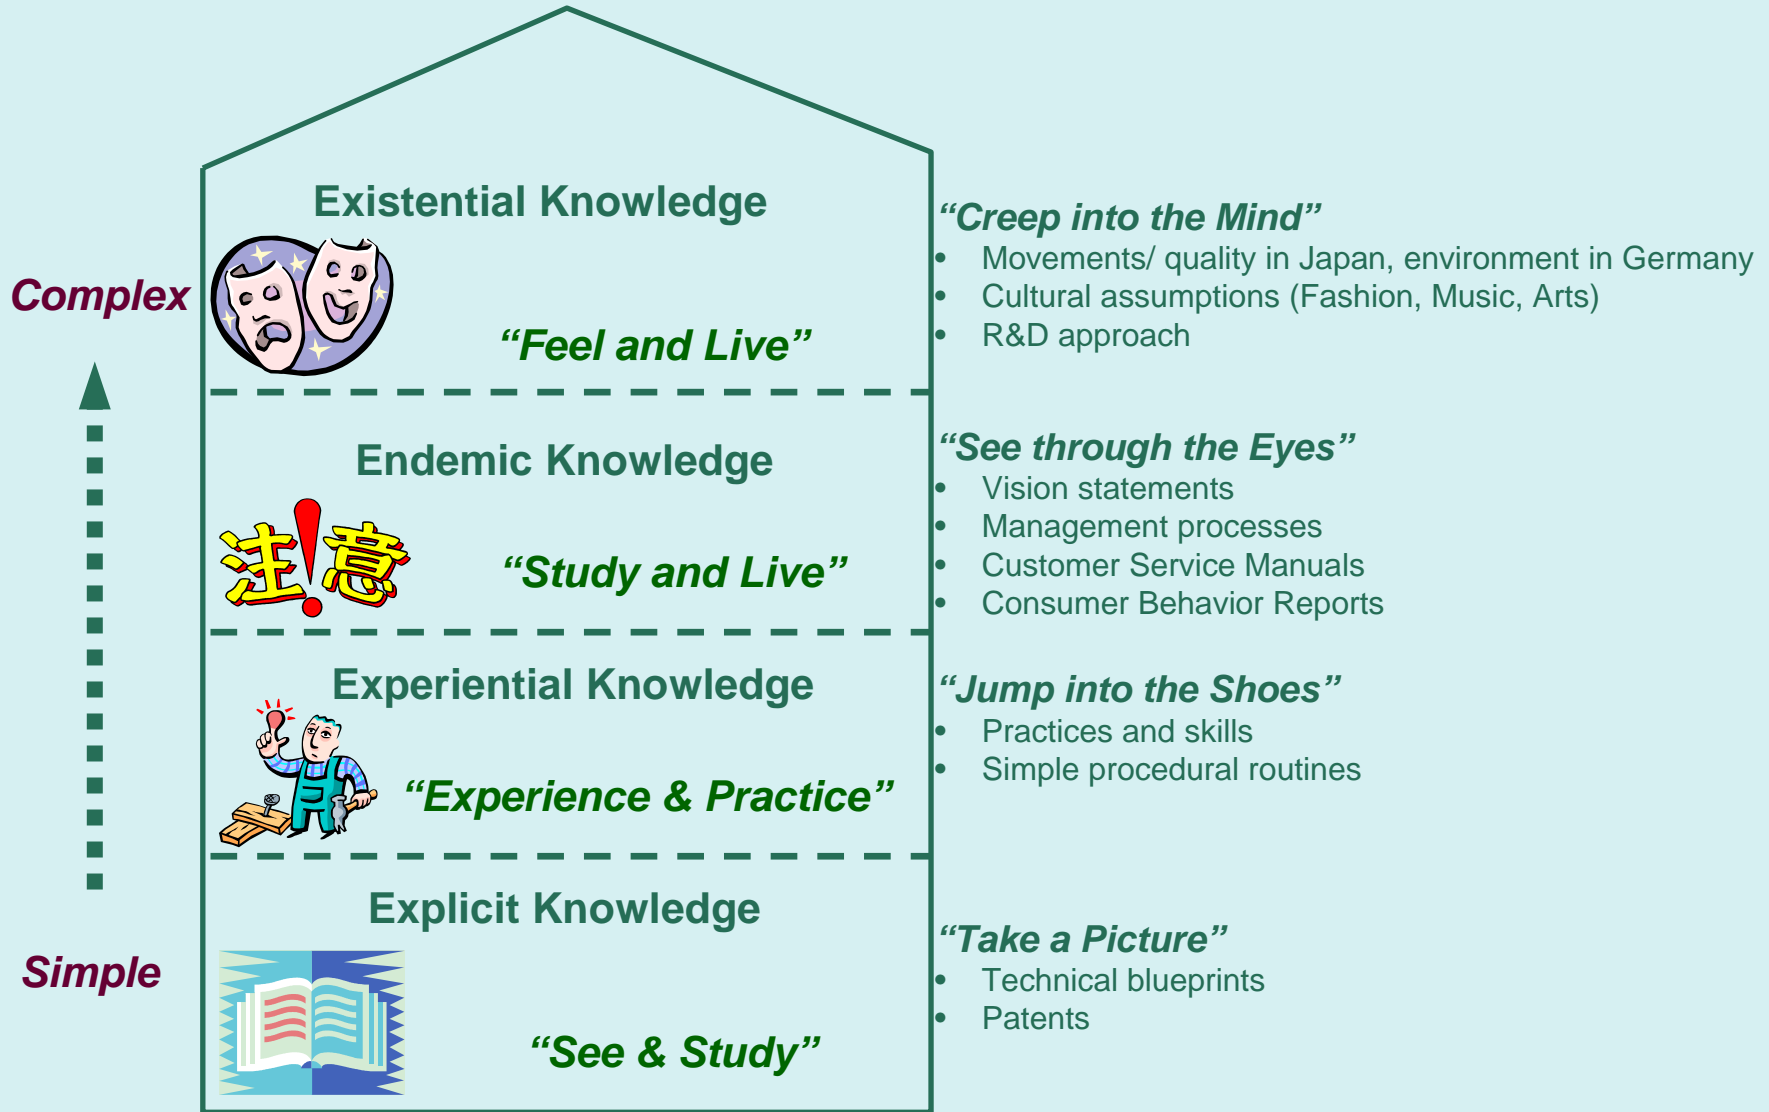 Existential Knowledge
“Feel and Live”
“Creep into the Mind”
• Movements/ quality in Japan, environment in Germany
• Cultural assumptions (Fashion, Music, Arts)
• R&D approach
Complex
Endemic Knowledge
注!意
“Study and Live”
“See through the Eyes”
• Vision statements
• Management processes
• Customer Service Manuals
• Consumer Behavior Reports
Experiential Knowledge
“Experience & Practice”
“Jump into the Shoes”
• Practices and skills
• Simple procedural routines
Explicit Knowledge
“See & Study”
“Take a Picture”
• Technical blueprints
• Patents
Simple